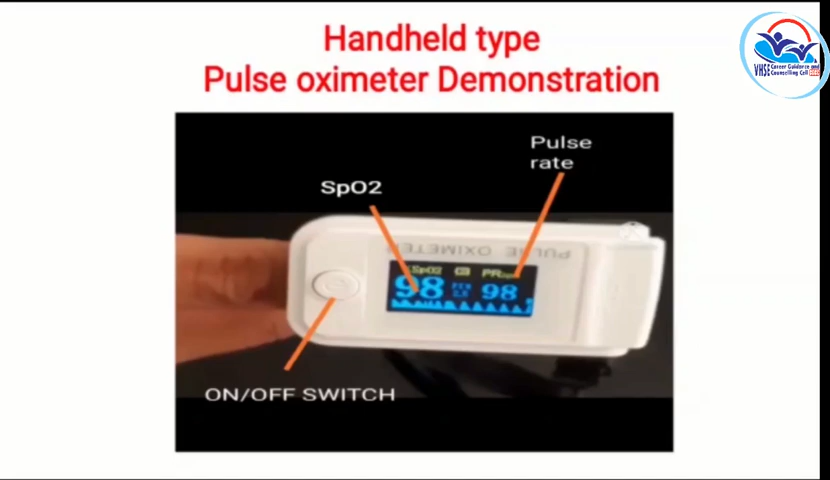 Handheld type
Pulse oximeter Demonstration
VHSE Career Guidance and
Counselling Cell
Pulse
rate
SpO2
PULSE OXIMETER
SpO2 PR
98 98
ON/OFF SWITCH